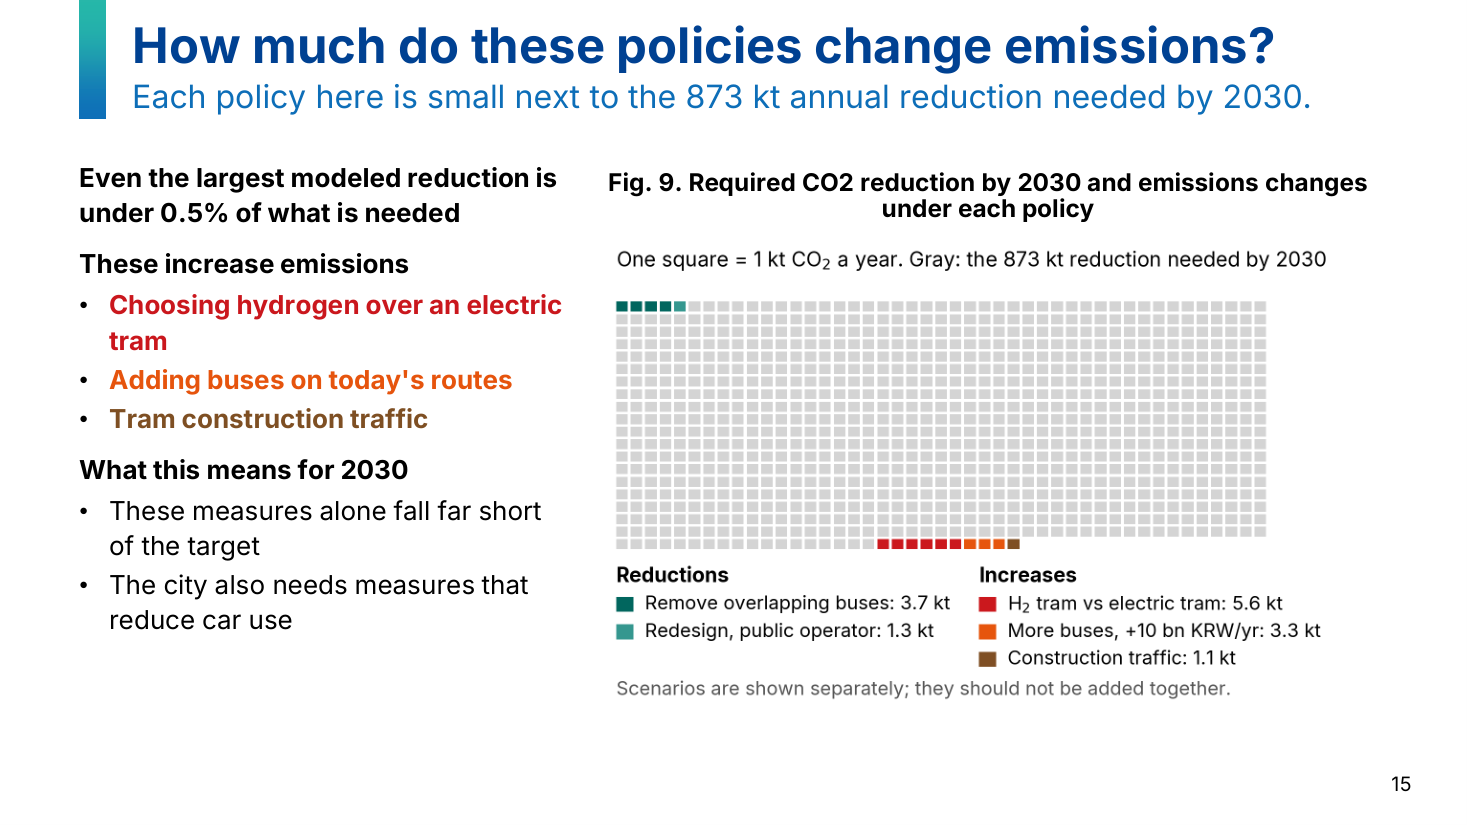 How much do these policies change emissions?
Each policy here is small next to the 873 kt annual reduction needed by 2030.
Even the largest modeled reduction is
under 0.5% of what is needed
These increase emissions
• Choosing hydrogen over an electric
tram
• Adding buses on today's routes
• Tram construction traffic
What this means for 2030
• These measures alone fall far short
of the target
• The city also needs measures that
reduce car use
Fig. 9. Required CO2 reduction by 2030 and emissions changes
under each policy
One square = 1 kt CO₂ a year. Gray: the 873 kt reduction needed by 2030
Reductions
Remove overlapping buses: 3.7 kt
Redesign, public operator: 1.3 kt
Increases
H₂ tram vs electric tram: 5.6 kt
More buses, +10 bn KRW/yr: 3.3 kt
Construction traffic: 1.1 kt
Scenarios are shown separately; they should not be added together.
15